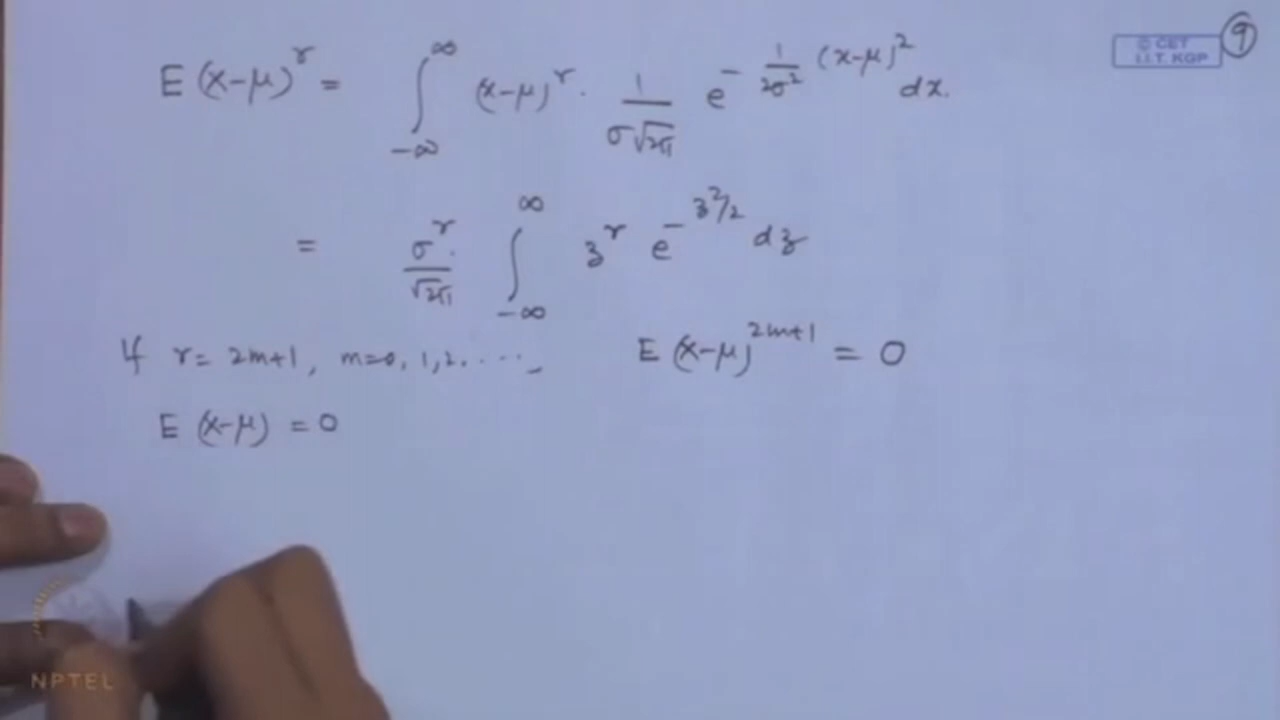 © CET
I.I.T. KGP
9
E (x-μ)^r = ∫_{-∞}^{∞} (x-μ)^r · 1/(σ√2π) e^{- 1/(2σ²) (x-μ)²} dx.
= σ^r/√2π · ∫_{-∞}^{∞} z^r e^{-z²/2} dz
If r = 2m+1, m=0, 1, 2, ..., E (x-μ)^{2m+1} = 0
E (x-μ) = 0
NPTEL